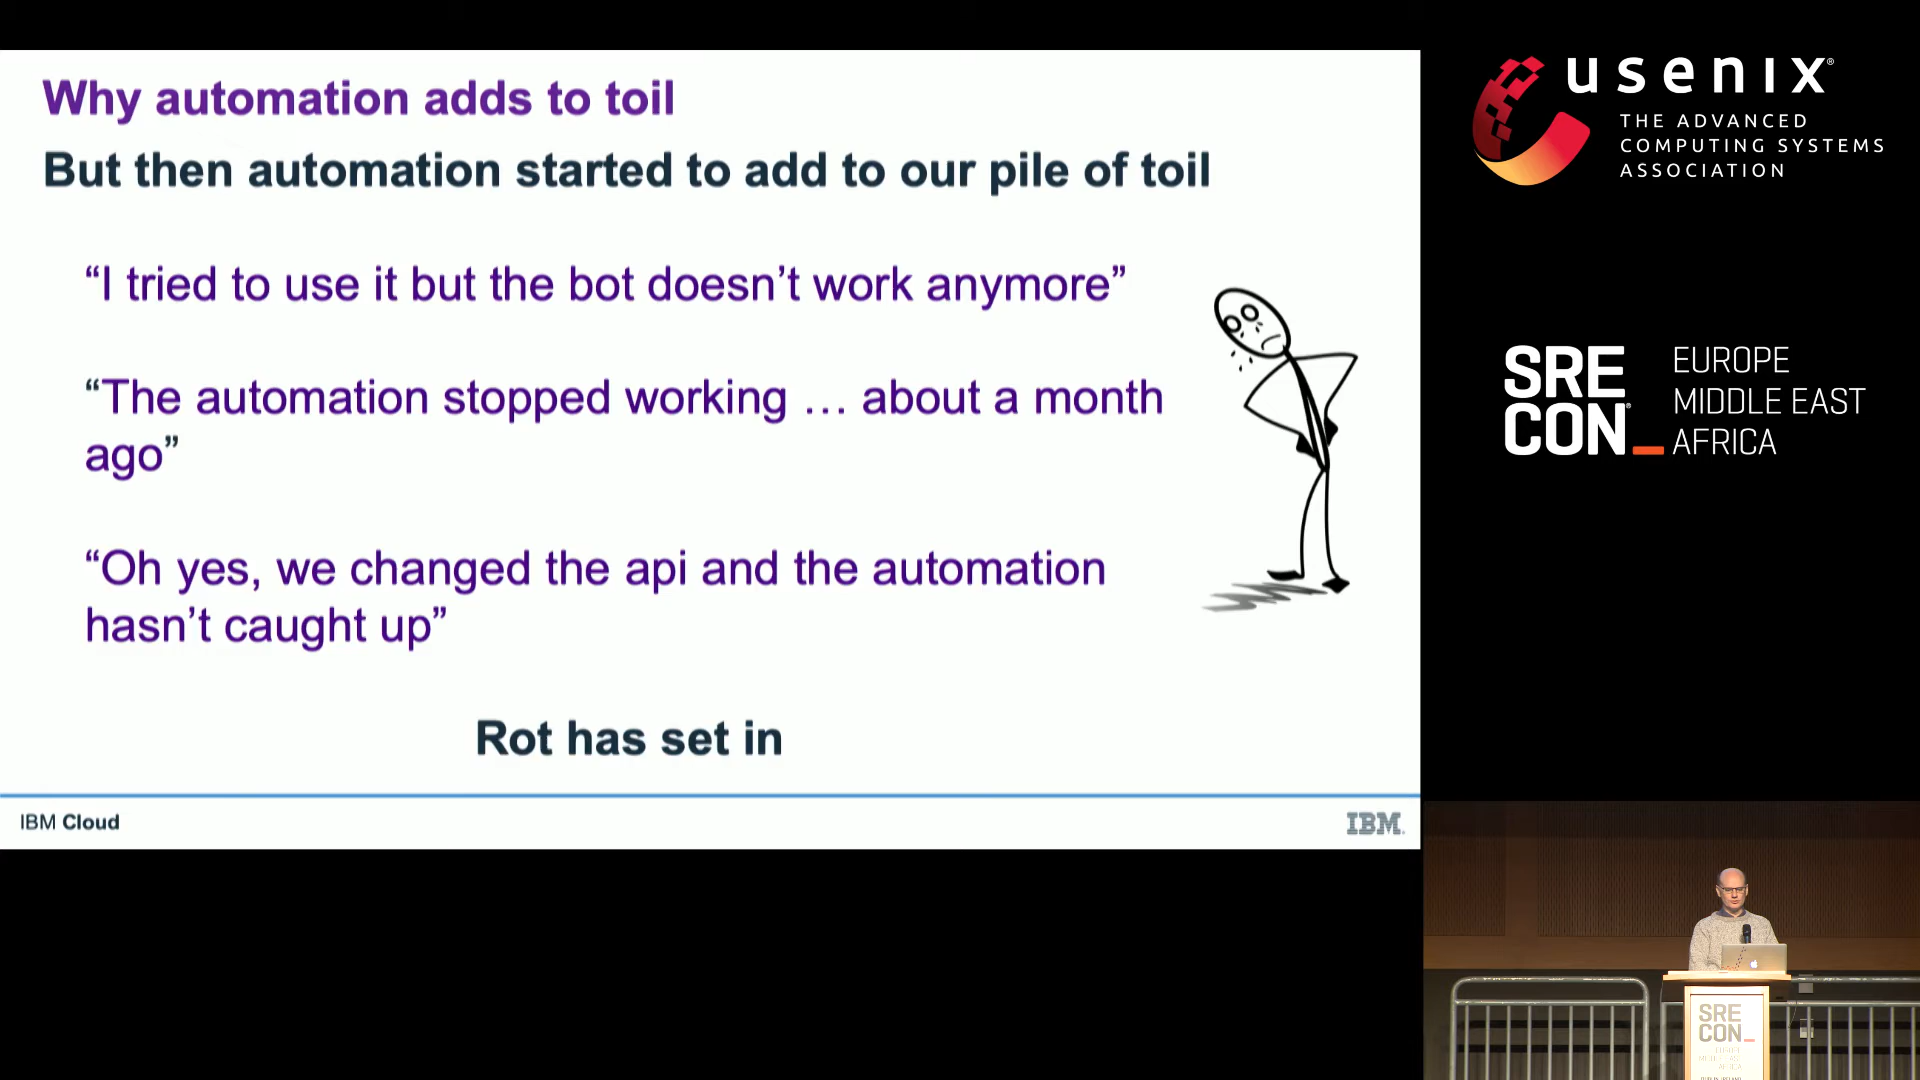 Why automation adds to toil
But then automation started to add to our pile of toil
“I tried to use it but the bot doesn’t work anymore”
“The automation stopped working … about a month
ago”
“Oh yes, we changed the api and the automation
hasn’t caught up”
Rot has set in
IBM Cloud
IBM.
usenix®
THE ADVANCED
COMPUTING SYSTEMS
ASSOCIATION
SRE
CON®_
EUROPE
MIDDLE EAST
AFRICA
SRE
CON_